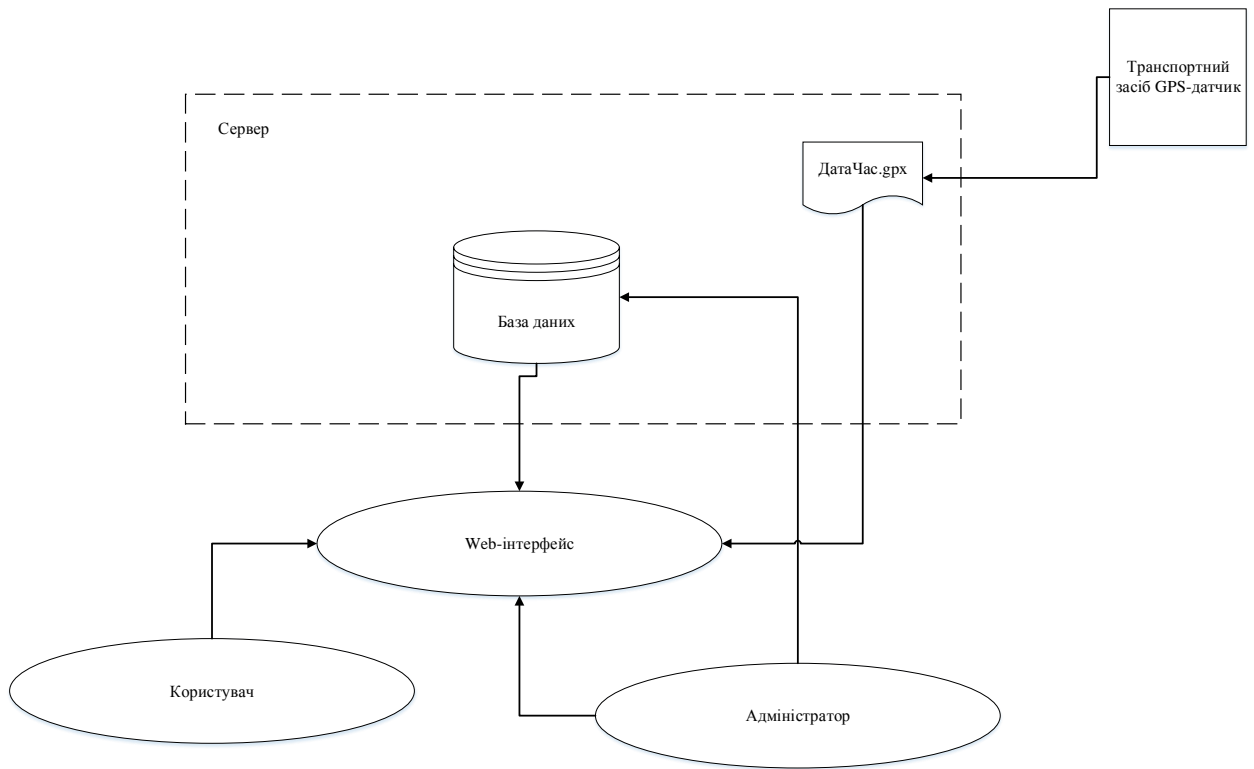 Транспортний
засіб GPS-датчик
Сервер
ДатаЧас.gpx
База даних
Web-інтерфейс
Користувач
Адміністратор